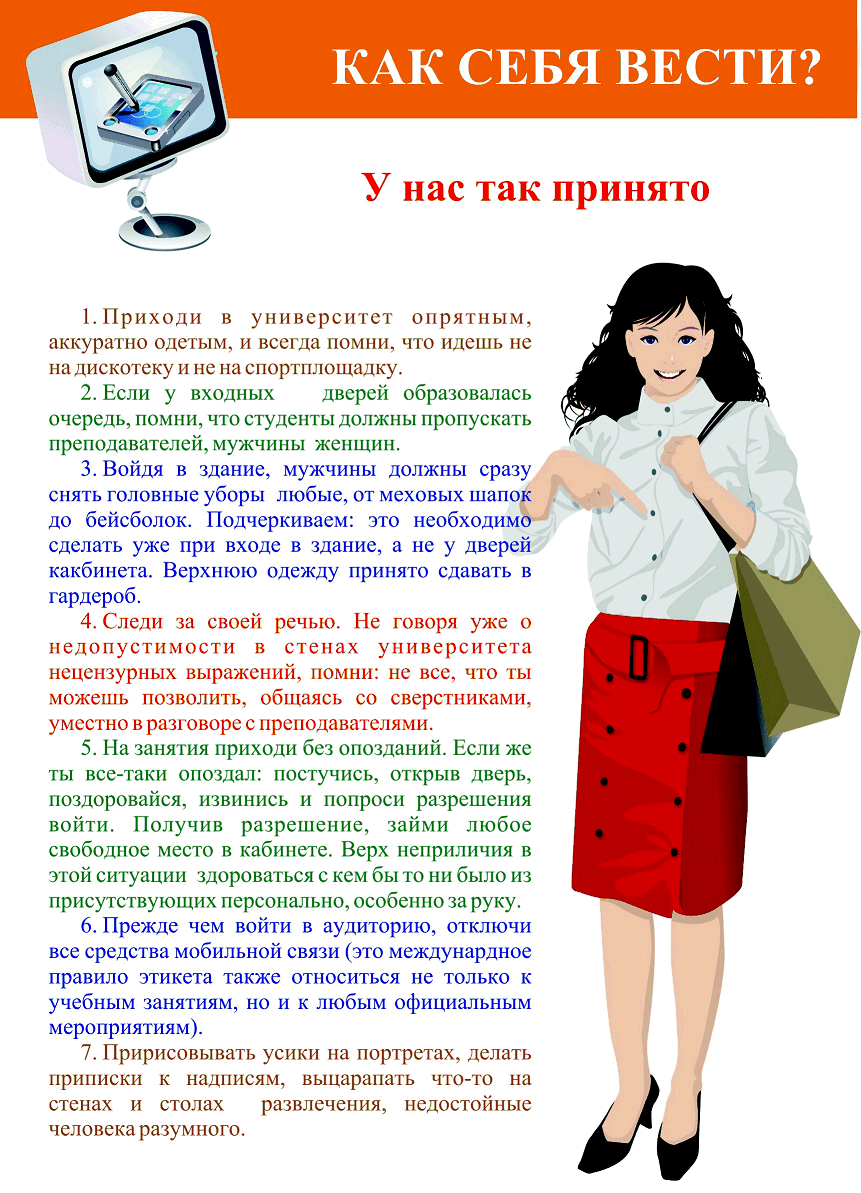 КАК СЕБЯ ВЕСТИ?
У нас так принято
1. Приходи в университет опрятным,
аккуратно одетым, и всегда помни, что идешь не
на дискотеку и не на спортплощадку.
2. Если у входных дверей образовалась
очередь, помни, что студенты должны пропускать
преподавателей, мужчины женщин.
3. Войдя в здание, мужчины должны сразу
снять головные уборы любые, от меховых шапок
до бейсболок. Подчеркиваем: это необходимо
сделать уже при входе в здание, а не у дверей
какбинета. Верхнюю одежду принято сдавать в
гардероб.
4. Следи за своей речью. Не говоря уже о
недопустимости в стенах университета
нецензурных выражений, помни: не все, что ты
можешь позволить, общаясь со сверстниками,
уместно в разговоре с преподавателями.
5. На занятия приходи без опозданий. Если же
ты все-таки опоздал: постучись, открыв дверь,
поздоровайся, извинись и попроси разрешения
войти. Получив разрешение, займи любое
свободное место в кабинете. Верх неприличия в
этой ситуации здороваться с кем бы то ни было из
присутствующих персонально, особенно за руку.
6. Прежде чем войти в аудиторию, отключи
все средства мобильной связи (это международное
правило этикета также относиться не только к
учебным занятиям, но и к любым официальным
мероприятиям).
7. Пририсовывать усики на портретах, делать
приписки к надписям, выцарапать что-то на
стенах и столах развлечения, недостойные
человека разумного.